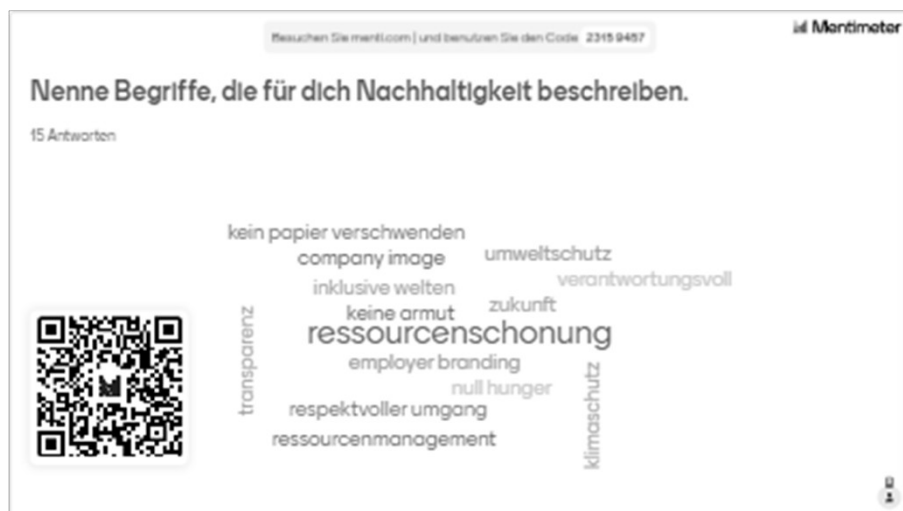 Besuchen Sie menti.com | und benutzen Sie den Code 2315 9457
Mentimeter
Nenne Begriffe, die für dich Nachhaltigkeit beschreiben.
15 Antworten
kein papier verschwenden
company image
umweltschutz
verantwortungsvoll
inklusive welten
zukunft
keine armut
transparenz
ressourcenschonung
employer branding
null hunger
klimaschutz
respektvoller umgang
ressourcenmanagement